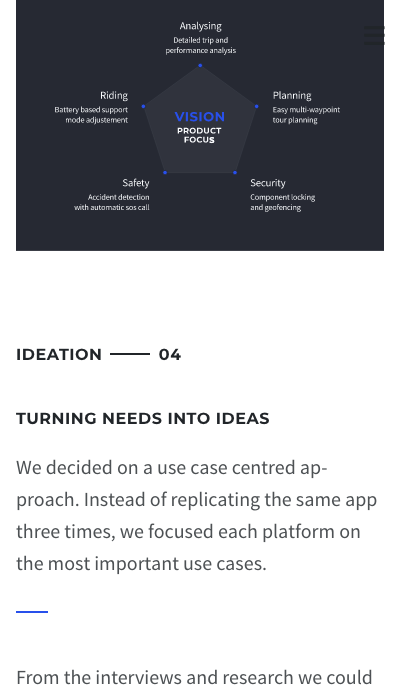 Analysing
Detailed trip and
performance analysis
Riding
Battery based support
mode adjustement
Planning
Easy multi-waypoint
tour planning
VISION
PRODUCT
FOCUS
Safety
Accident detection
with automatic sos call
Security
Component locking
and geofencing
IDEATION 04
TURNING NEEDS INTO IDEAS
We decided on a use case centred ap-
proach. Instead of replicating the same app
three times, we focused each platform on
the most important use cases.
From the interviews and research we could